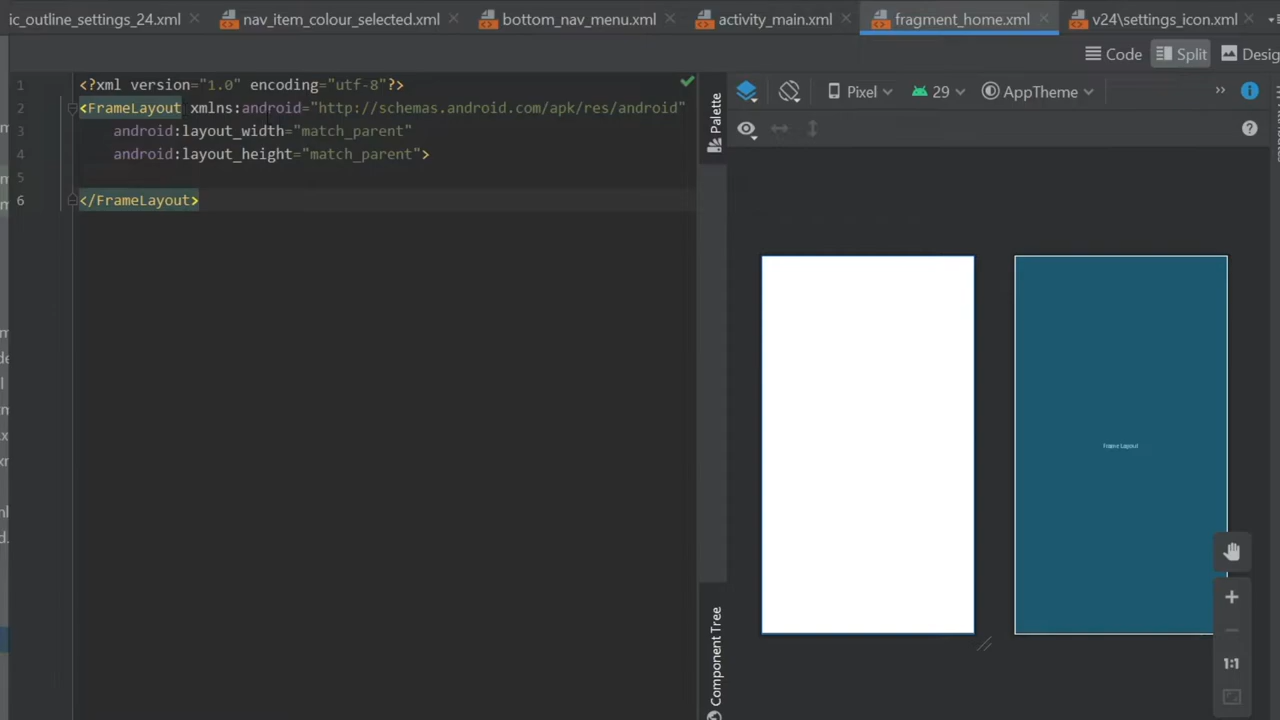 ic_outline_settings_24.xml nav_item_colour_selected.xml bottom_nav_menu.xml activity_main.xml fragment_home.xml v24\settings_icon.xml
Code Split
1 <?xml version="1.0" encoding="utf-8"?>
2 <FrameLayout xmlns:android="http://schemas.android.com/apk/res/android"
3 android:layout_width="match_parent"
4 android:layout_height="match_parent">
5
6 </FrameLayout>
Palette
Pixel 29 AppTheme
Frame Layout
1:1
Component Tree